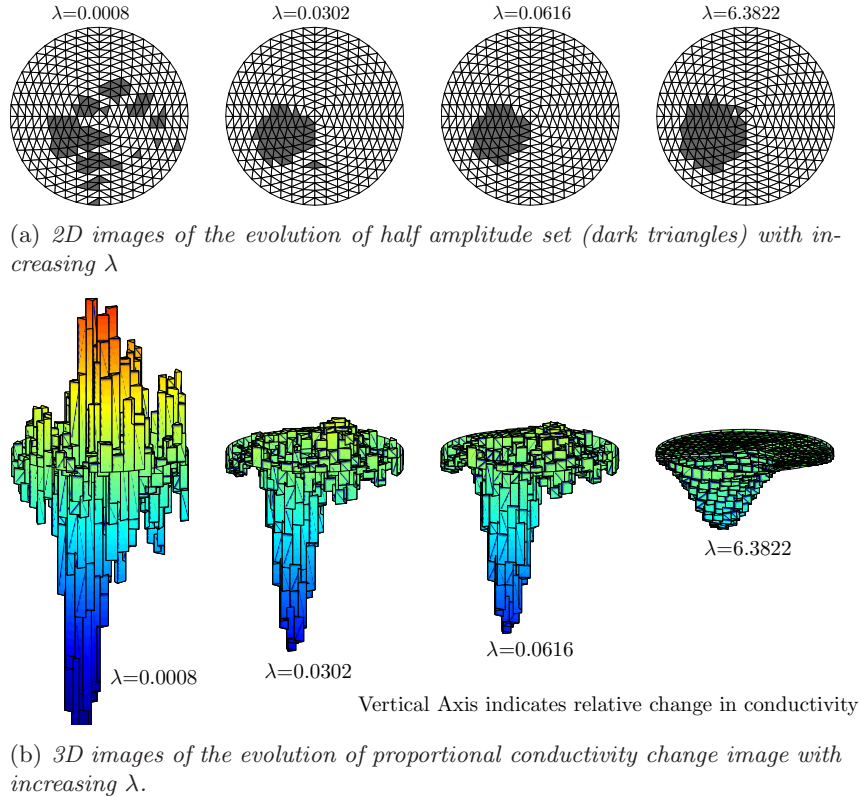 λ=0.0008 λ=0.0302 λ=0.0616 λ=6.3822
(a) 2D images of the evolution of half amplitude set (dark triangles) with in-
creasing λ
λ=6.3822
λ=0.0616
λ=0.0302
λ=0.0008
Vertical Axis indicates relative change in conductivity
(b) 3D images of the evolution of proportional conductivity change image with
increasing λ.